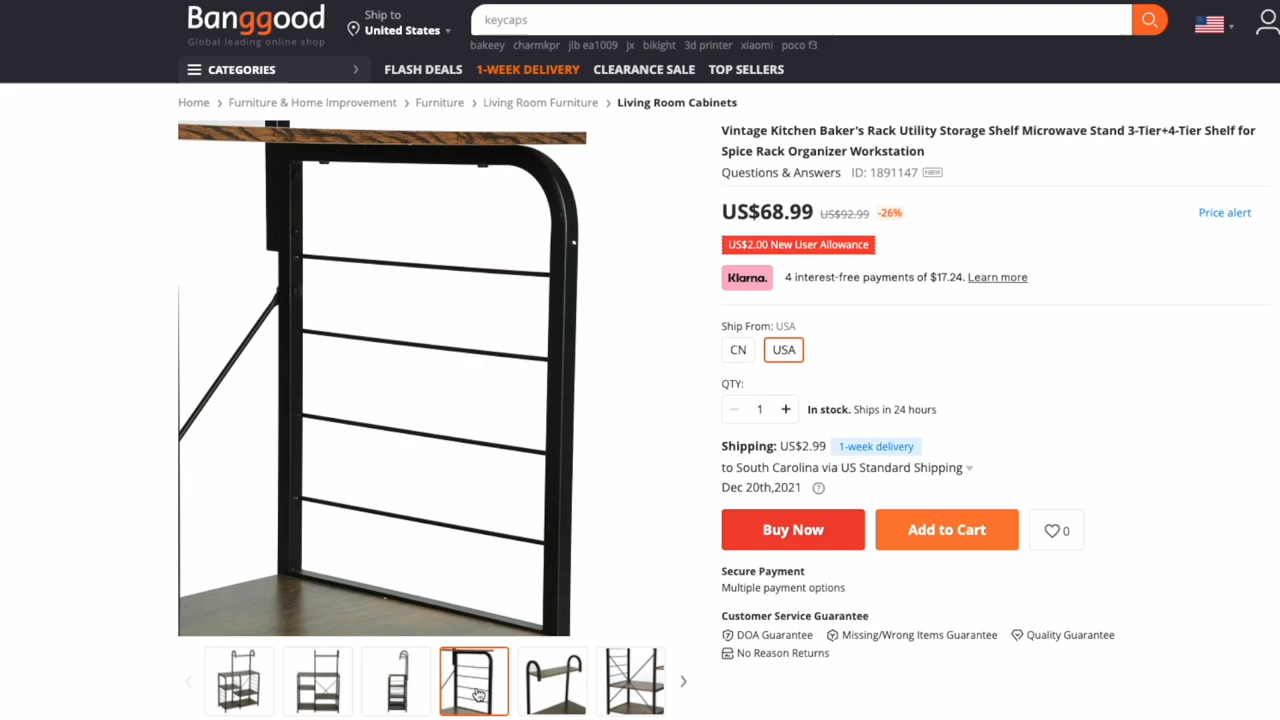 Banggood
Global leading online shop
Ship to
United States
keycaps
bakeey charmkpr jlb ea1009 jx bikight 3d printer xiaomi poco f3
CATEGORIES
FLASH DEALS 1-WEEK DELIVERY CLEARANCE SALE TOP SELLERS
Home > Furniture & Home Improvement > Furniture > Living Room Furniture > Living Room Cabinets
Vintage Kitchen Baker's Rack Utility Storage Shelf Microwave Stand 3-Tier+4-Tier Shelf for
Spice Rack Organizer Workstation
Questions & Answers ID: 1891147 NEW
US$68.99 US$92.99 -26%
Price alert
US$2.00 New User Allowance
Klarna. 4 interest-free payments of $17.24. Learn more
Ship From: USA
CN USA
QTY:
1 + In stock. Ships in 24 hours
Shipping: US$2.99 1-week delivery
to South Carolina via US Standard Shipping
Dec 20th,2021 ?
Buy Now Add to Cart 0
Secure Payment
Multiple payment options
Customer Service Guarantee
DOA Guarantee Missing/Wrong Items Guarantee Quality Guarantee
No Reason Returns